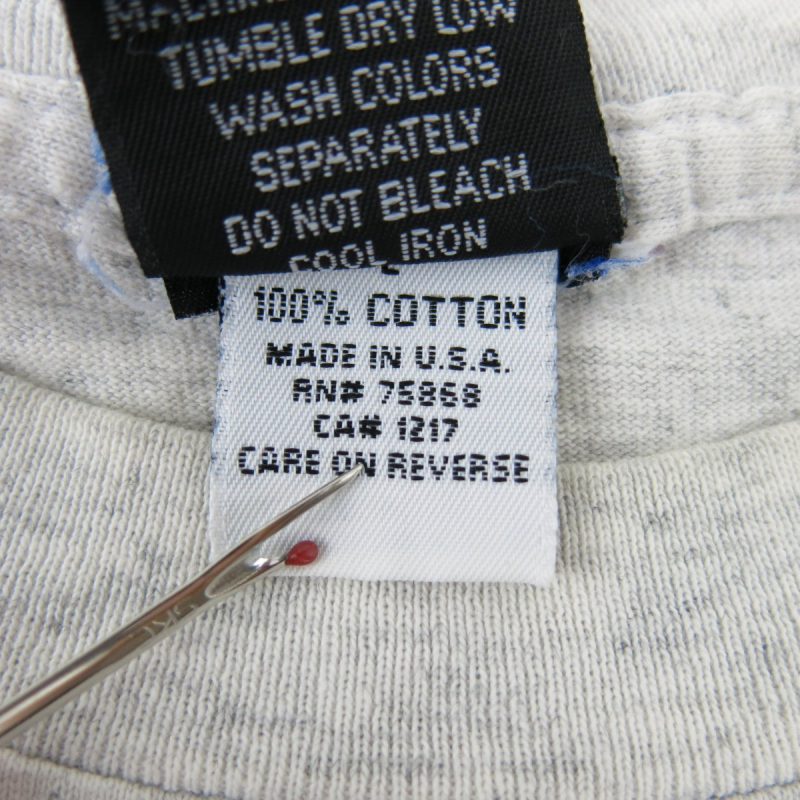 TUMBLE DRY LOW
WASH COLORS
SEPARATELY
DO NOT BLEACH
COOL IRON
100% COTTON
MADE IN U.S.A.
RN# 75868
CA# 1217
CARE ON REVERSE